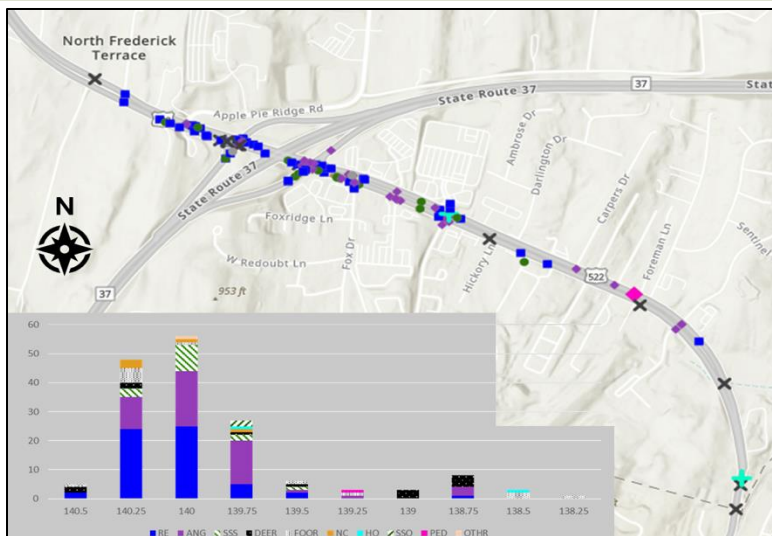 North Frederick
Terrace
Apple Pie Ridge Rd
State Route 37
37
Stat
State Route 37
Ambrose Dr
Darlington Dr
Carpers Dr
Foreman Ln
Sentinel
N
Foxridge Ln
W Redoubt Ln
Fox Dr
Hickory Ln
522
37
953 ft
60
50
40
30
20
10
0
140.5 140.25 140 139.75 139.5 139.25 139 138.75 138.5 138.25
RE ANG SSS DEER FOOR NC HO SSO PED OTHR